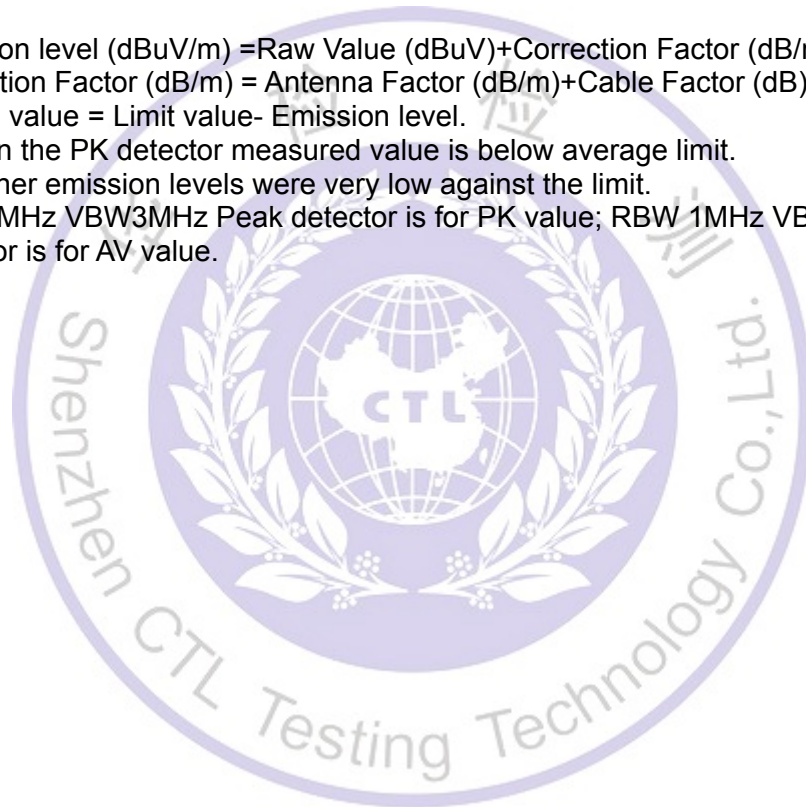 on level (dBuV/m) =Raw Value (dBuV)+Correction Factor (dB/m
tion Factor (dB/m) = Antenna Factor (dB/m)+Cable Factor (dB)
value = Limit value- Emission level.
n the PK detector measured value is below average limit.
her emission levels were very low against the limit.
MHz VBW3MHz Peak detector is for PK value; RBW 1MHz VB
or is for AV value.
检 检 测
CTL
Shenzhen CTL Testing Technology Co., Ltd.